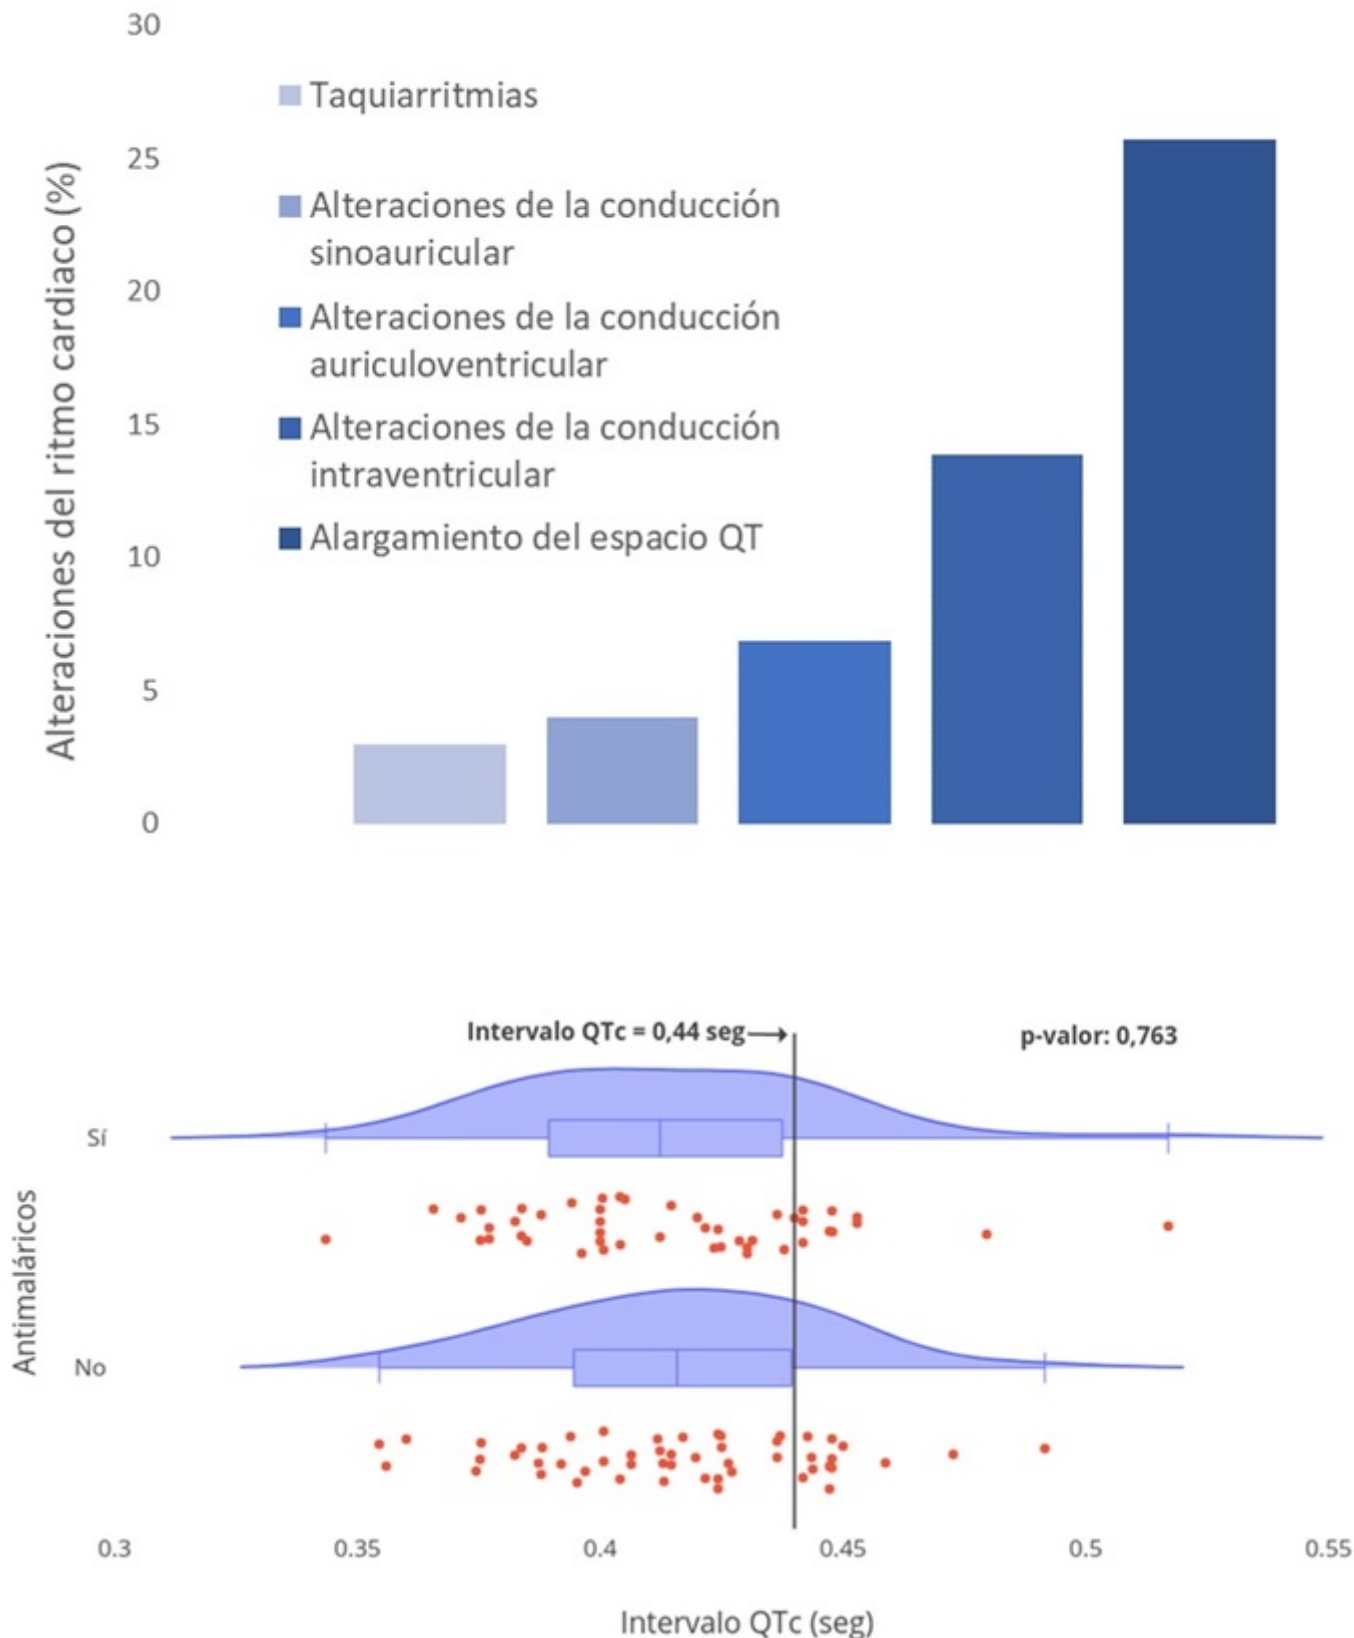 30
Taquiarritmias
25
Alteraciones de la conducción
sinoauricular
20
Alteraciones de la conducción
auriculoventricular
15
Alteraciones de la conducción
intraventricular
10
Alargamiento del espacio QT
5
0
Alteraciones del ritmo cardiaco (%)
Intervalo QTc = 0,44 seg
p-valor: 0,763
Sí
No
Antimaláricos
0.3 0.35 0.4 0.45 0.5 0.55
Intervalo QTc (seg)